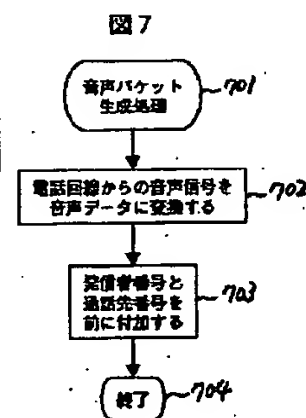 図7
音声パケット
生成処理
701
電話回線からの音声信号を
音声データに変換する
702
発信者番号と
通話先番号を
前に付加する
703
終了
704